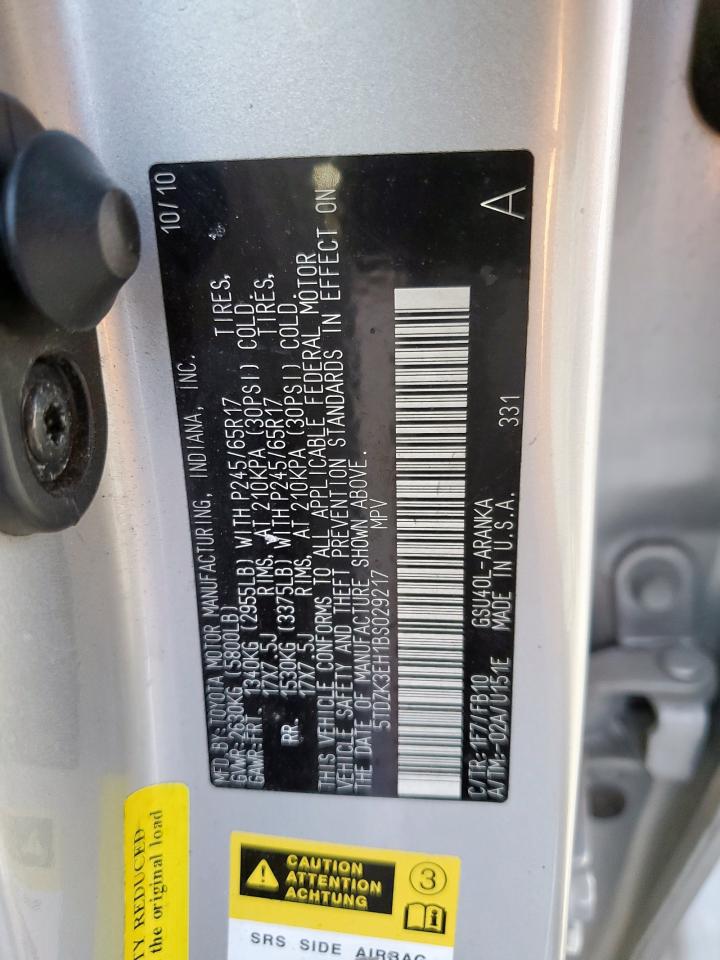 MFD.BY:TOYOTA MOTOR MANUFACTURING, INDIANA, INC. 10/10
GVWR:2630KG (5800LB)
GAWR:FRT. 1340KG (2955LB) WITH P245/65R17 TIRES,
17X7.5J RIMS, AT 210KPA (30PSI) COLD.
RR. 1530KG (3375LB) WITH P245/65R17 TIRES,
17X7.5J RIMS, AT 210KPA (30PSI) COLD.
THIS VEHICLE CONFORMS TO ALL APPLICABLE FEDERAL MOTOR
VEHICLE SAFETY AND THEFT PREVENTION STANDARDS IN EFFECT ON
THE DATE OF MANUFACTURE SHOWN ABOVE.
5TDZK3EH1BS029217 MPV
C/TR:177/FB10 GSU40L-ARANKA 331
A/TM:-02A/U151E MADE IN U.S.A. A
TY REDUCED
the original load
CAUTION
ATTENTION
ACHTUNG
3
SRS SIDE AIRBAG